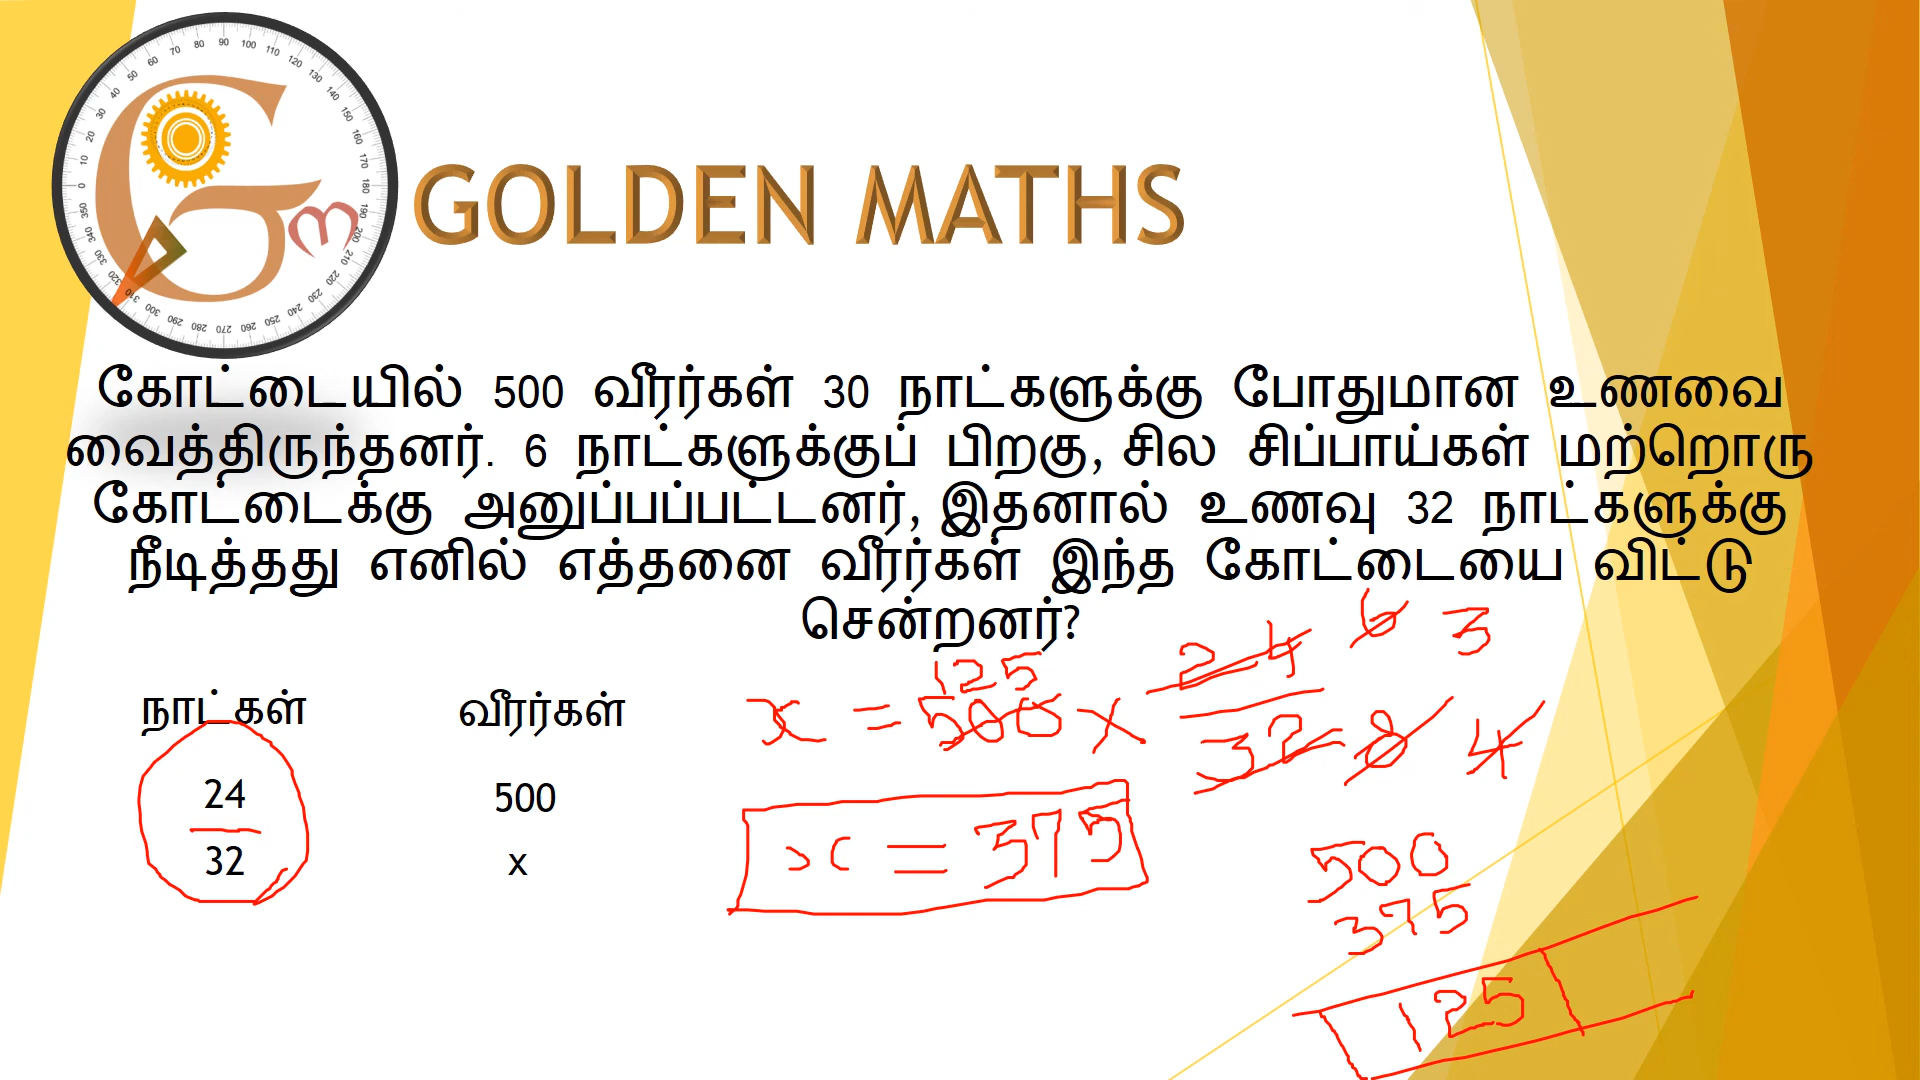 GOLDEN MATHS
கோட்டையில் 500 வீரர்கள் 30 நாட்களுக்கு போதுமான உணவை
வைத்திருந்தனர். 6 நாட்களுக்குப் பிறகு, சில சிப்பாய்கள் மற்றொரு
கோட்டைக்கு அனுப்பப்பட்டனர், இதனால் உணவு 32 நாட்களுக்கு
நீடித்தது எனில் எத்தனை வீரர்கள் இந்த கோட்டையை விட்டு
சென்றனர்?
நாட்கள் வீரர்கள்
24 500
32 x
125 24 6 3
x = 500 x
32 8 4
x = 375
500
375
125